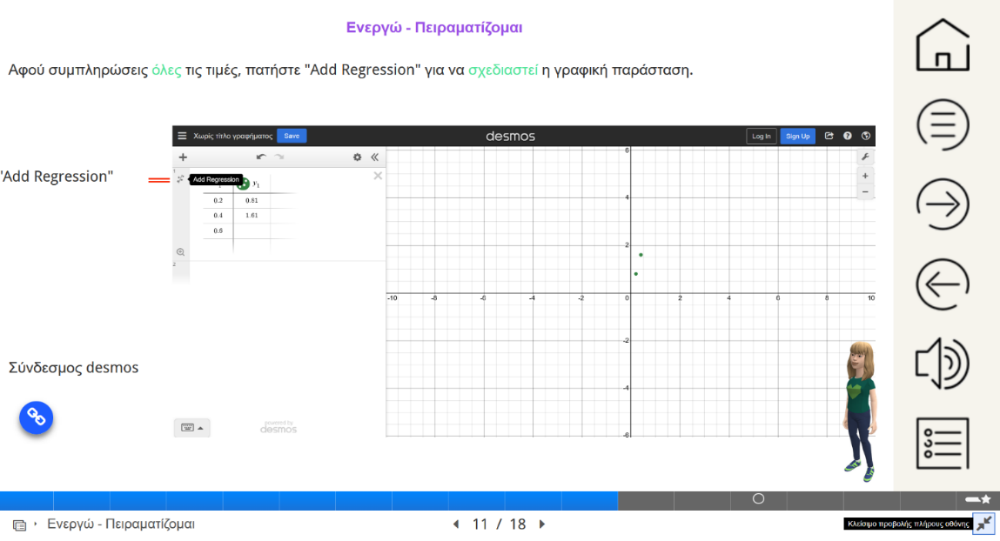 Ενεργώ - Πειραματίζομαι
Αφού συμπληρώσεις όλες τις τιμές, πατήστε "Add Regression" για να σχεδιαστεί η γραφική παράσταση.
Χωρίς τίτλο γραφήματος Save desmos Log In Sign Up
"Add Regression"
1
Add Regression
y1
0.2 0.81
0.4 1.61
0.6
2
6
4
2
-10 -8 -6 -4 -2 0 2 4 6 8 10
-2
-4
-6
Σύνδεσμος desmos
powered by
desmos
Ενεργώ - Πειραματίζομαι
11 / 18
Κλείσιμο προβολής πλήρους οθόνης